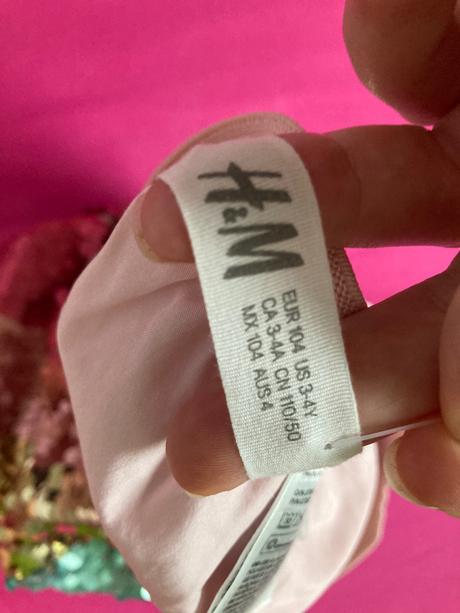 H&M
EUR 104 US 3-4Y
CA 3-4A CN 110/50
MX 104 AUS 4